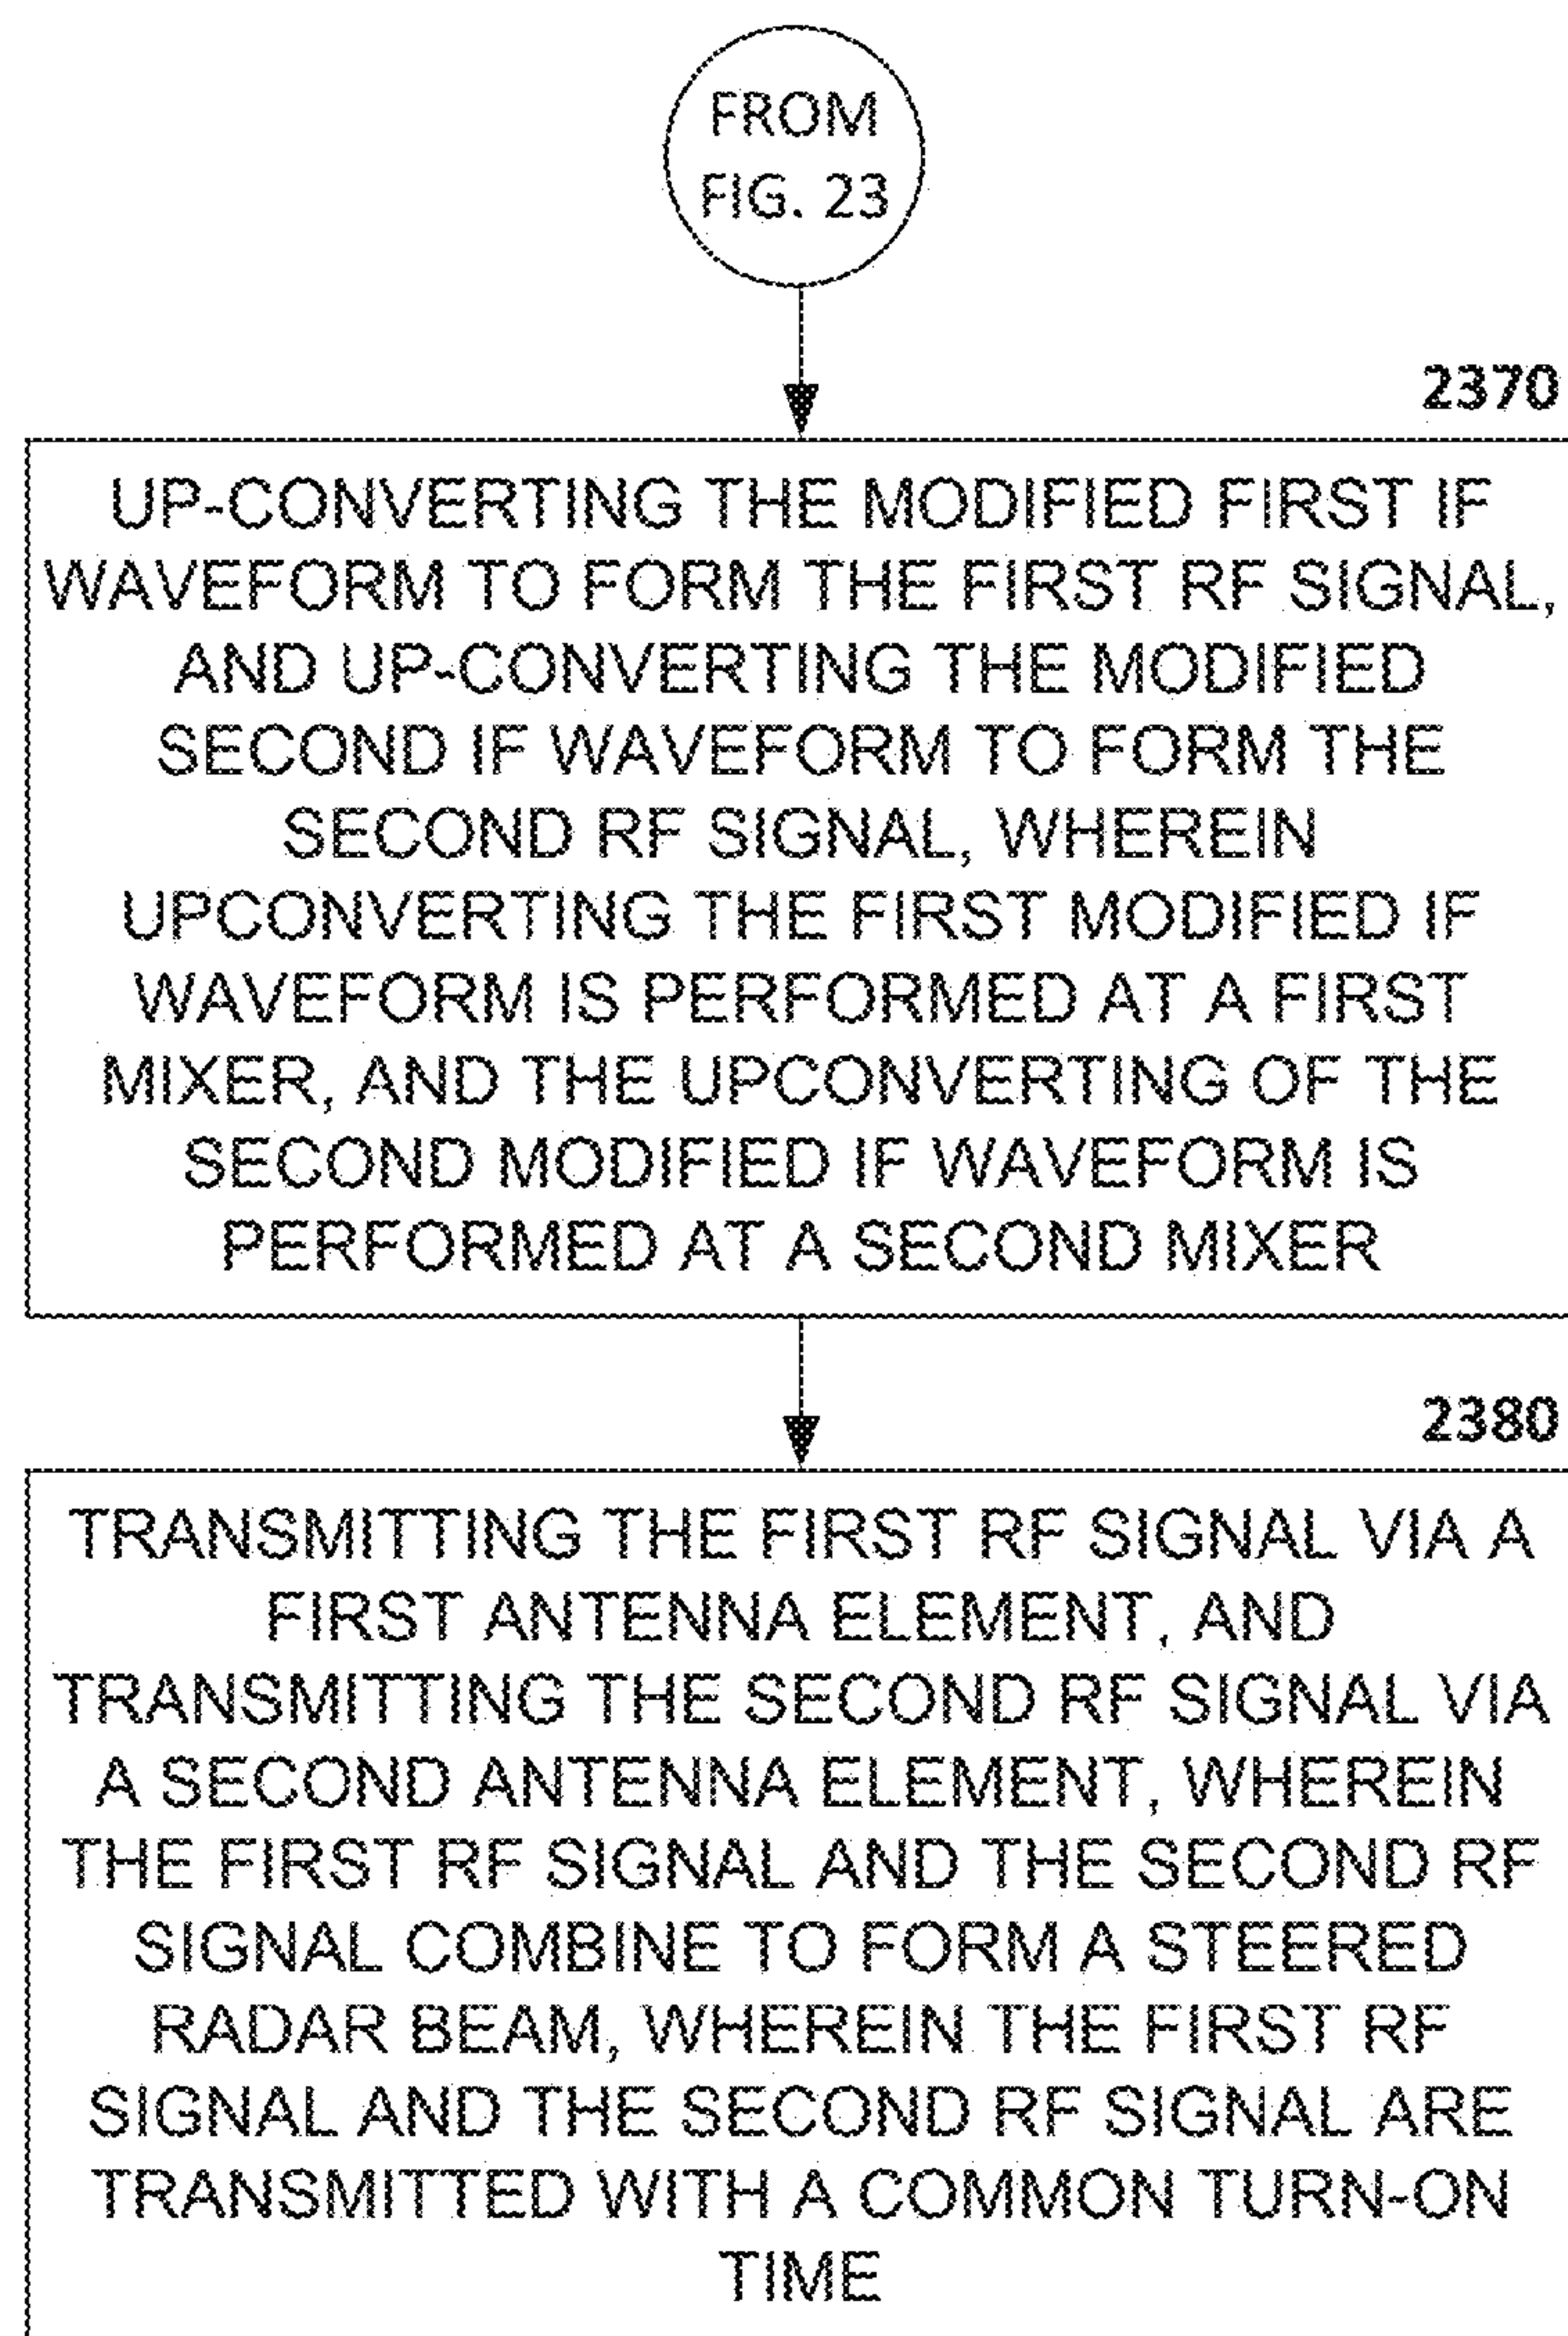 FROM
FIG. 23
2370
UP-CONVERTING THE MODIFIED FIRST IF
WAVEFORM TO FORM THE FIRST RF SIGNAL,
AND UP-CONVERTING THE MODIFIED
SECOND IF WAVEFORM TO FORM THE
SECOND RF SIGNAL, WHEREIN
UPCONVERTING THE FIRST MODIFIED IF
WAVEFORM IS PERFORMED AT A FIRST
MIXER, AND THE UPCONVERTING OF THE
SECOND MODIFIED IF WAVEFORM IS
PERFORMED AT A SECOND MIXER
2380
TRANSMITTING THE FIRST RF SIGNAL VIA A
FIRST ANTENNA ELEMENT, AND
TRANSMITTING THE SECOND RF SIGNAL VIA
A SECOND ANTENNA ELEMENT, WHEREIN
THE FIRST RF SIGNAL AND THE SECOND RF
SIGNAL COMBINE TO FORM A STEERED
RADAR BEAM, WHEREIN THE FIRST RF
SIGNAL AND THE SECOND RF SIGNAL ARE
TRANSMITTED WITH A COMMON TURN-ON
TIME